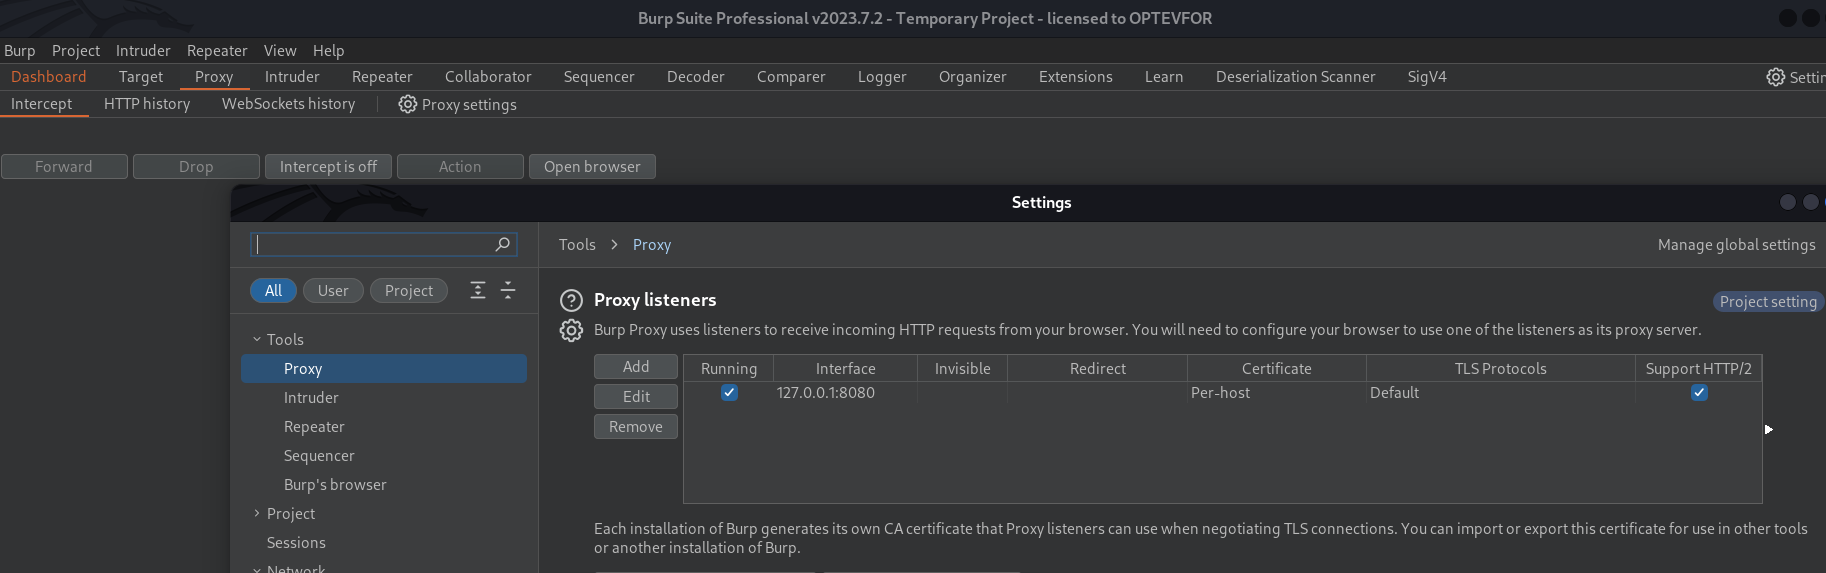 Burp Suite Professional v2023.7.2 - Temporary Project - licensed to OPTEVFOR
Burp Project Intruder Repeater View Help
Dashboard Target Proxy Intruder Repeater Collaborator Sequencer Decoder Comparer Logger Organizer Extensions Learn Deserialization Scanner SigV4 Settin
Intercept HTTP history WebSockets history Proxy settings
Forward Drop Intercept is off Action Open browser
Settings
Tools > Proxy Manage global settings
All User Project
Proxy listeners
Project setting
Burp Proxy uses listeners to receive incoming HTTP requests from your browser. You will need to configure your browser to use one of the listeners as its proxy server.
Tools
Proxy
Intruder
Repeater
Sequencer
Burp's browser
Project
Sessions
Network
Add
Edit
Remove
Running Interface Invisible Redirect Certificate TLS Protocols Support HTTP/2
127.0.0.1:8080 Per-host Default
Each installation of Burp generates its own CA certificate that Proxy listeners can use when negotiating TLS connections. You can import or export this certificate for use in other tools
or another installation of Burp.